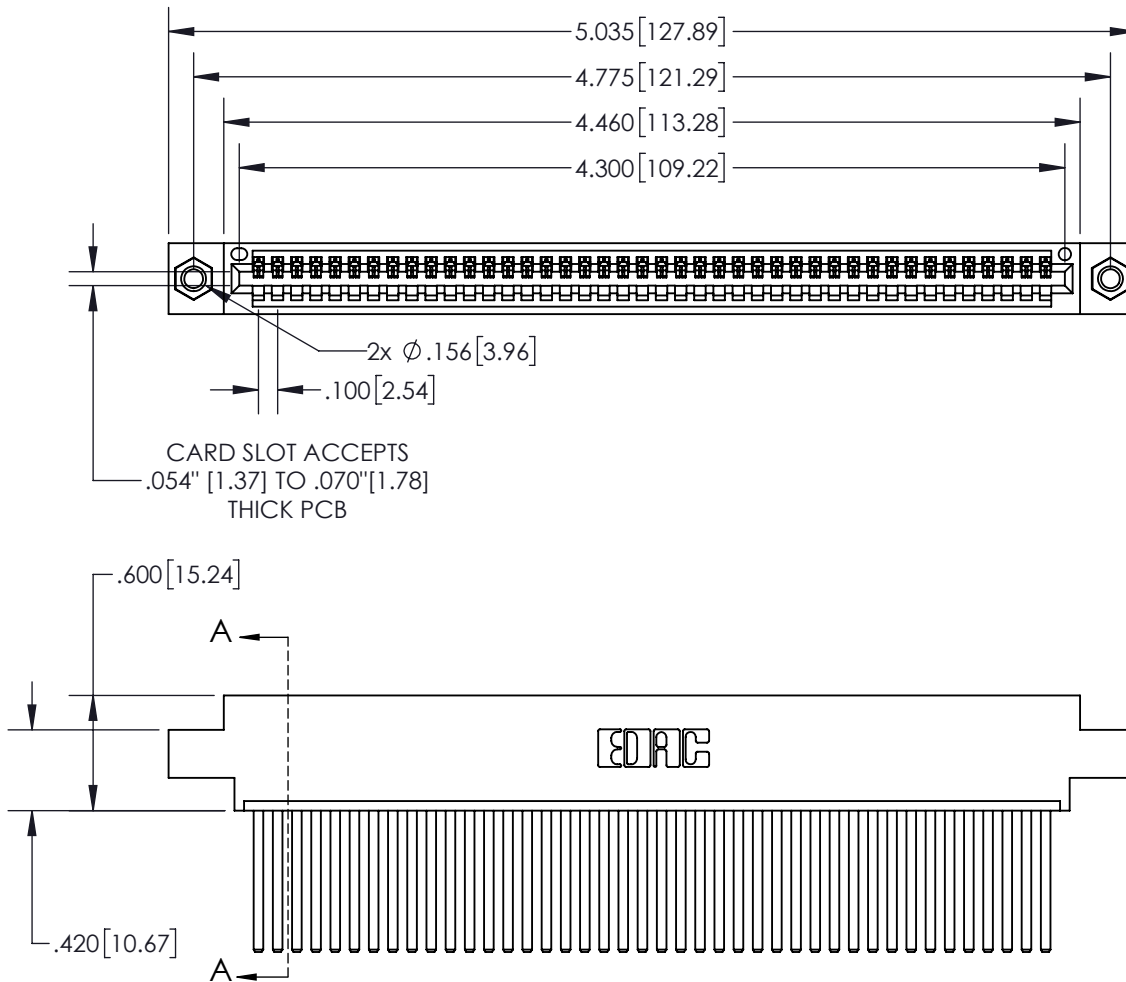 5.035[127.89]
4.775[121.29]
4.460[113.28]
4.300[109.22]
2x Ø.156[3.96]
.100[2.54]
CARD SLOT ACCEPTS
.054" [1.37] TO .070"[1.78]
THICK PCB
.600[15.24]
A
EDAC
.420[10.67]
A